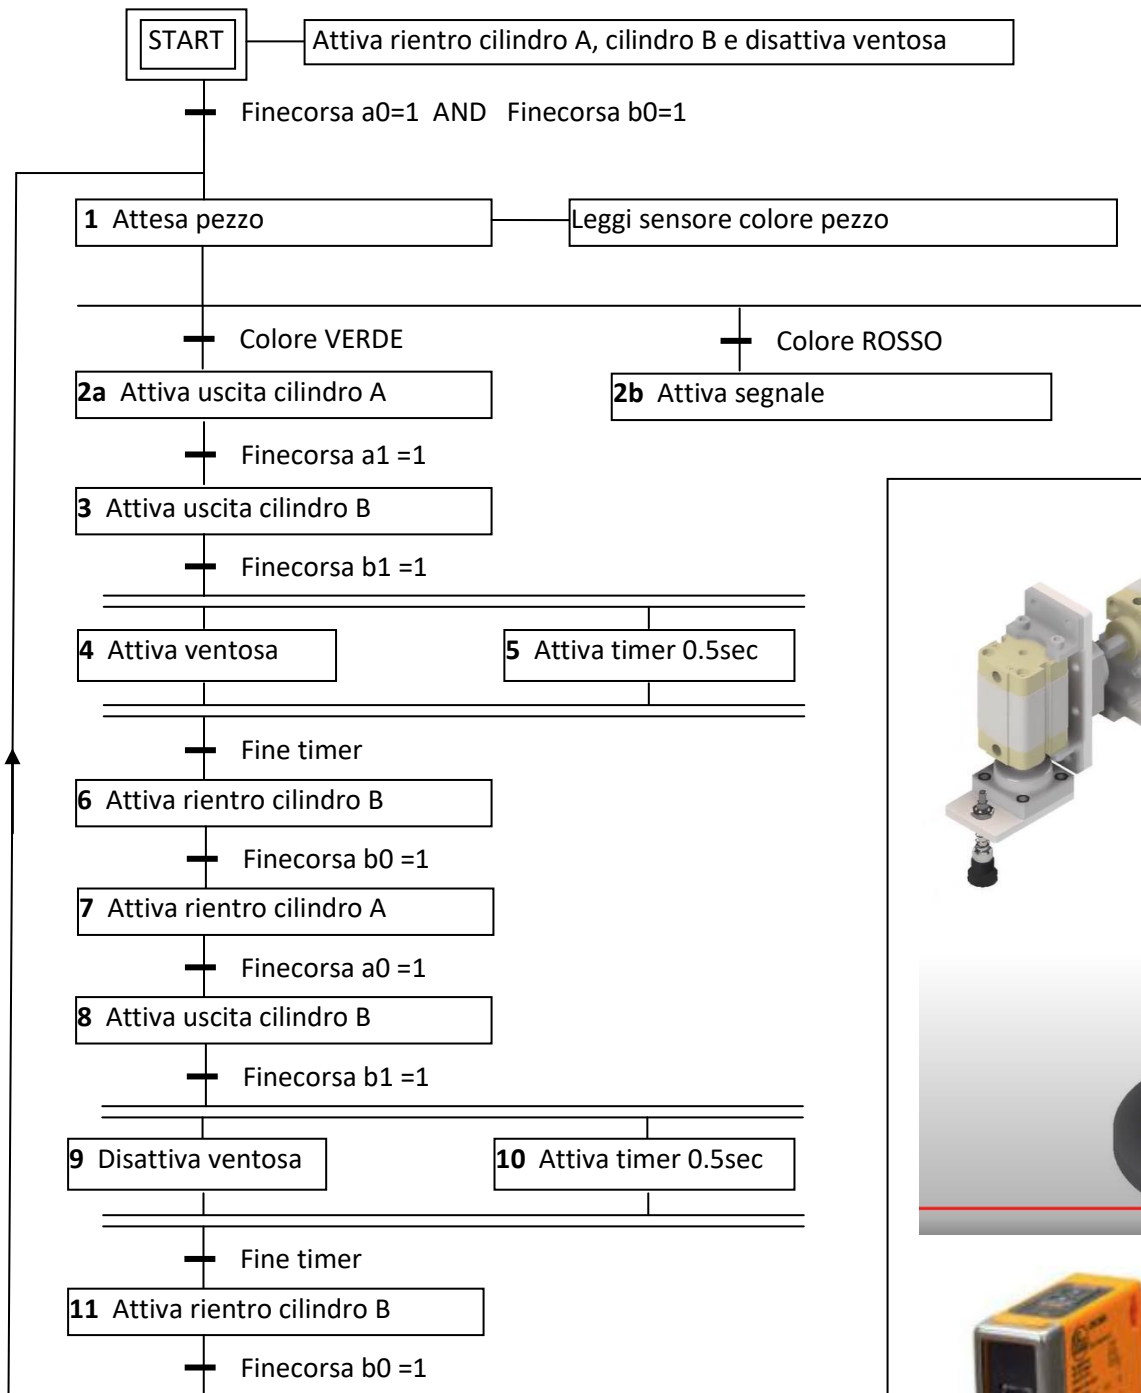 START
Attiva rientro cilindro A, cilindro B e disattiva ventosa
Finecorsa a0=1 AND Finecorsa b0=1
1 Attesa pezzo
Leggi sensore colore pezzo
Colore VERDE
Colore ROSSO
2a Attiva uscita cilindro A
2b Attiva segnale
Finecorsa a1 =1
3 Attiva uscita cilindro B
Finecorsa b1 =1
4 Attiva ventosa
5 Attiva timer 0.5sec
Fine timer
6 Attiva rientro cilindro B
Finecorsa b0 =1
7 Attiva rientro cilindro A
Finecorsa a0 =1
8 Attiva uscita cilindro B
Finecorsa b1 =1
9 Disattiva ventosa
10 Attiva timer 0.5sec
Fine timer
11 Attiva rientro cilindro B
Finecorsa b0 =1